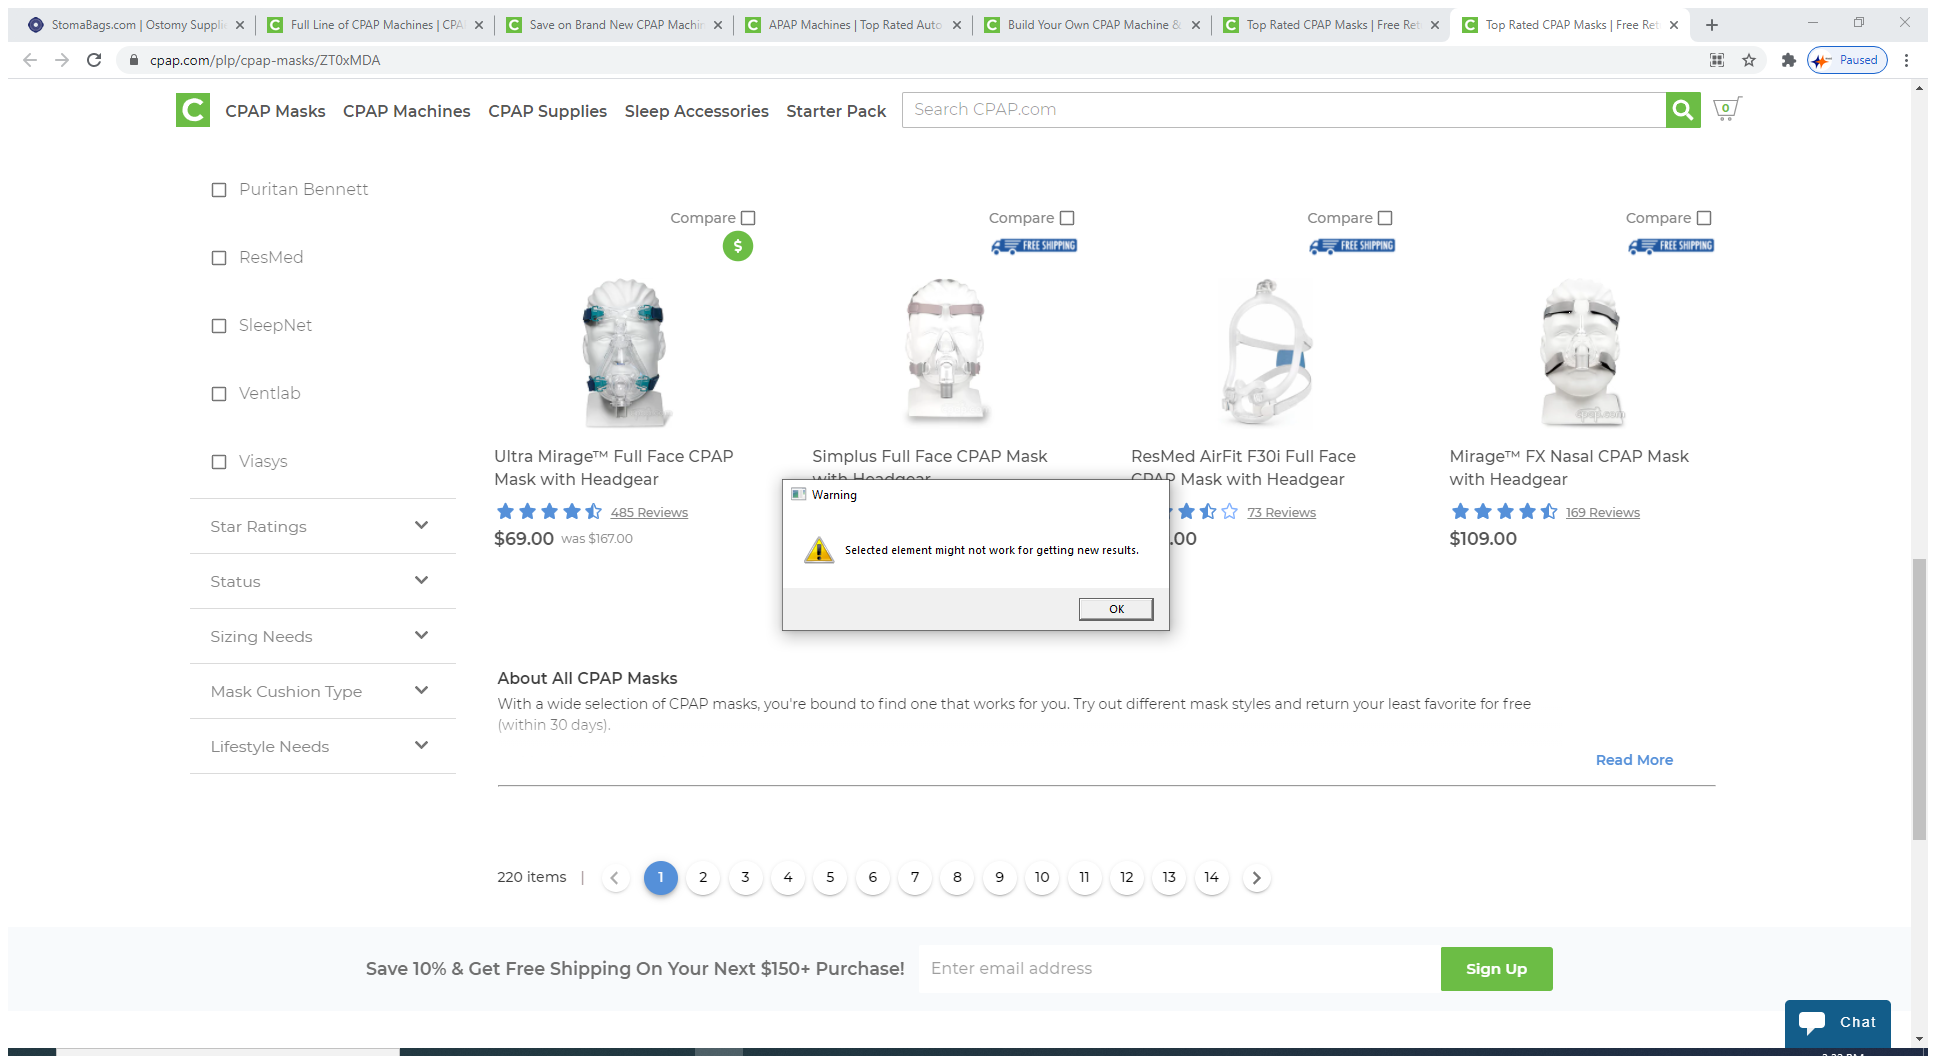 StomaBags.com | Ostomy Suppli
Full Line of CPAP Machines | CPA
Save on Brand New CPAP Machin
APAP Machines | Top Rated Auto
Build Your Own CPAP Machine &
Top Rated CPAP Masks | Free Ret
Top Rated CPAP Masks | Free Ret
cpap.com/plp/cpap-masks/ZT0xMDA
Paused
C CPAP Masks CPAP Machines CPAP Supplies Sleep Accessories Starter Pack
Search CPAP.com
0
Puritan Bennett
ResMed
SleepNet
Ventlab
Viasys
Star Ratings
Status
Sizing Needs
Mask Cushion Type
Lifestyle Needs
Compare
$
Ultra Mirage™ Full Face CPAP
Mask with Headgear
485 Reviews
$69.00 was $167.00
Compare
FREE SHIPPING
Simplus Full Face CPAP Mask
with Headgear
Compare
FREE SHIPPING
ResMed AirFit F30i Full Face
CPAP Mask with Headgear
73 Reviews
.00
Compare
FREE SHIPPING
cpap.com
Mirage™ FX Nasal CPAP Mask
with Headgear
169 Reviews
$109.00
Warning
Selected element might not work for getting new results.
OK
About All CPAP Masks
With a wide selection of CPAP masks, you're bound to find one that works for you. Try out different mask styles and return your least favorite for free
(within 30 days).
Read More
220 items | 1 2 3 4 5 6 7 8 9 10 11 12 13 14
Save 10% & Get Free Shipping On Your Next $150+ Purchase!
Enter email address
Sign Up
Chat